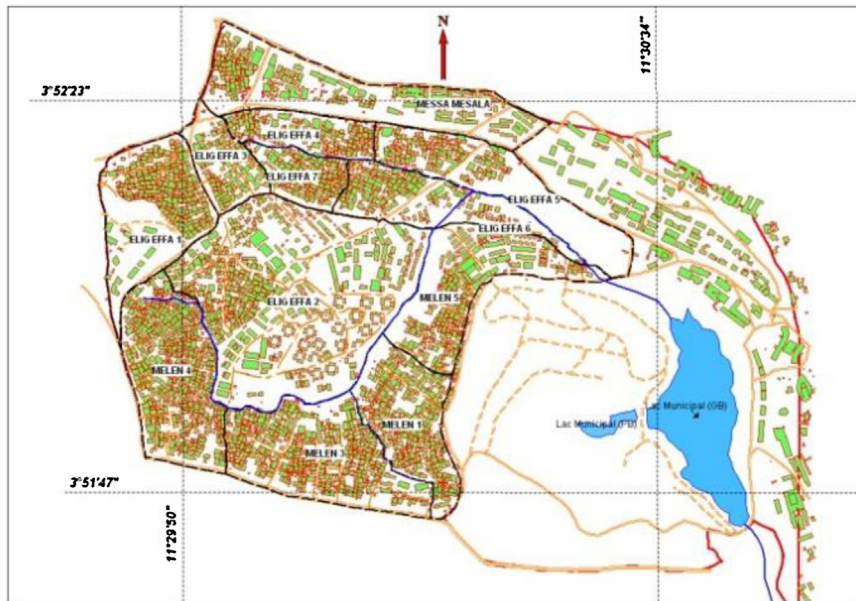 N
11°30'34"
3°52'23"
MESSA MESALA
ELIG EFFA 4
ELIG EFFA 3
ELIG EFFA 7
ELIG EFFA 5
ELIG EFFA 6
ELIG EFFA 1
ELIG EFFA 2
MELEN 5
MELEN 4
Lac Municipal (GB)
Lac Municipal (PB)
MELEN 1
MELEN 3
3°51'47"
11°29'50"